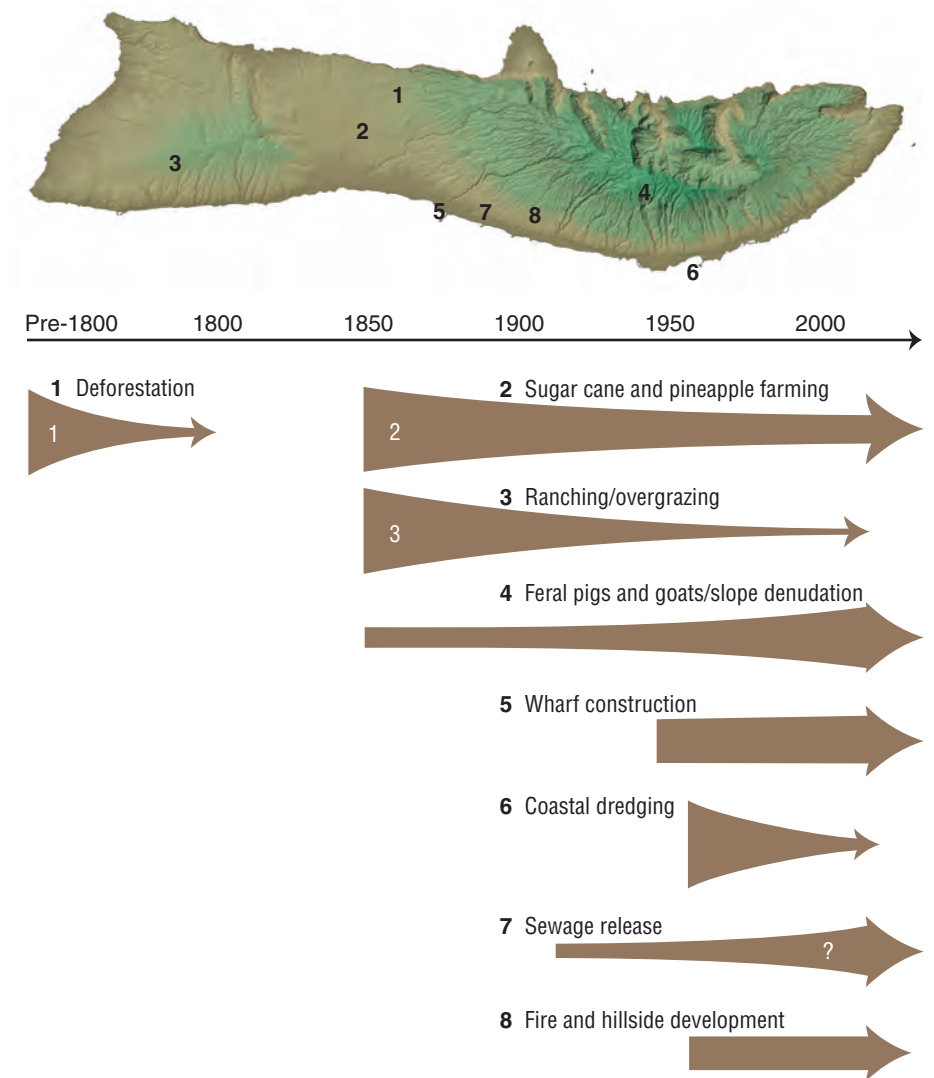 1
2
3
4
5
7
8
6
Pre-1800 1800 1850 1900 1950 2000
1 Deforestation
1
2 Sugar cane and pineapple farming
2
3 Ranching/overgrazing
3
4 Feral pigs and goats/slope denudation
5 Wharf construction
6 Coastal dredging
7 Sewage release
?
8 Fire and hillside development